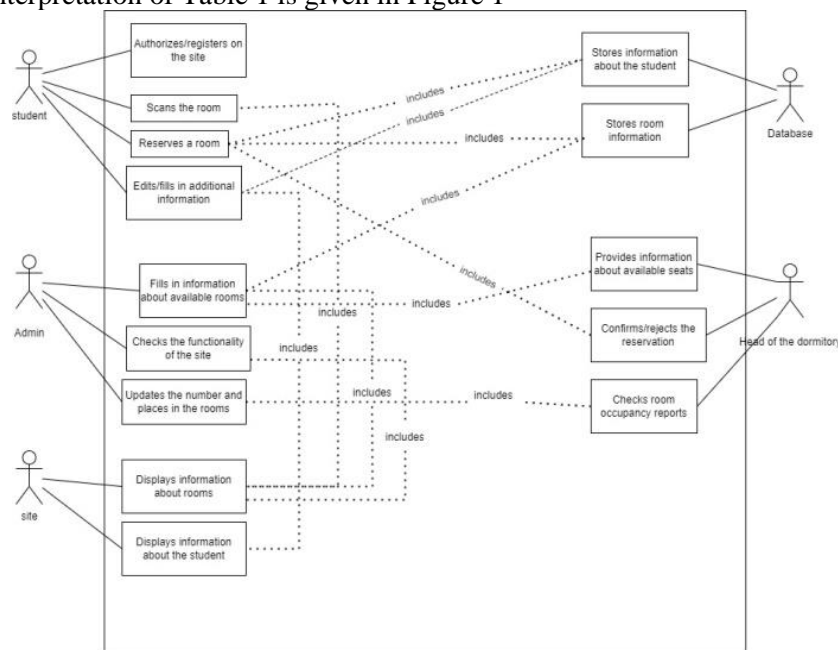 nterpretation of Table 1 is given in Figure 1
Authorizes/registers on
the site
student
Scans the room
Reserves a room
Edits/fills in additional
information
Stores information
about the student
Stores room
information
Database
includes
includes
includes
includes
includes
Admin
Fills in information
about available rooms
Checks the functionality
of the site
Updates the number and
places in the rooms
Provides information
about available seats
Confirms/rejects the
reservation
Head of the dormitory
Checks room
occupancy reports
includes
includes
includes
includes
includes
includes
site
Displays information
about rooms
Displays information
about the student